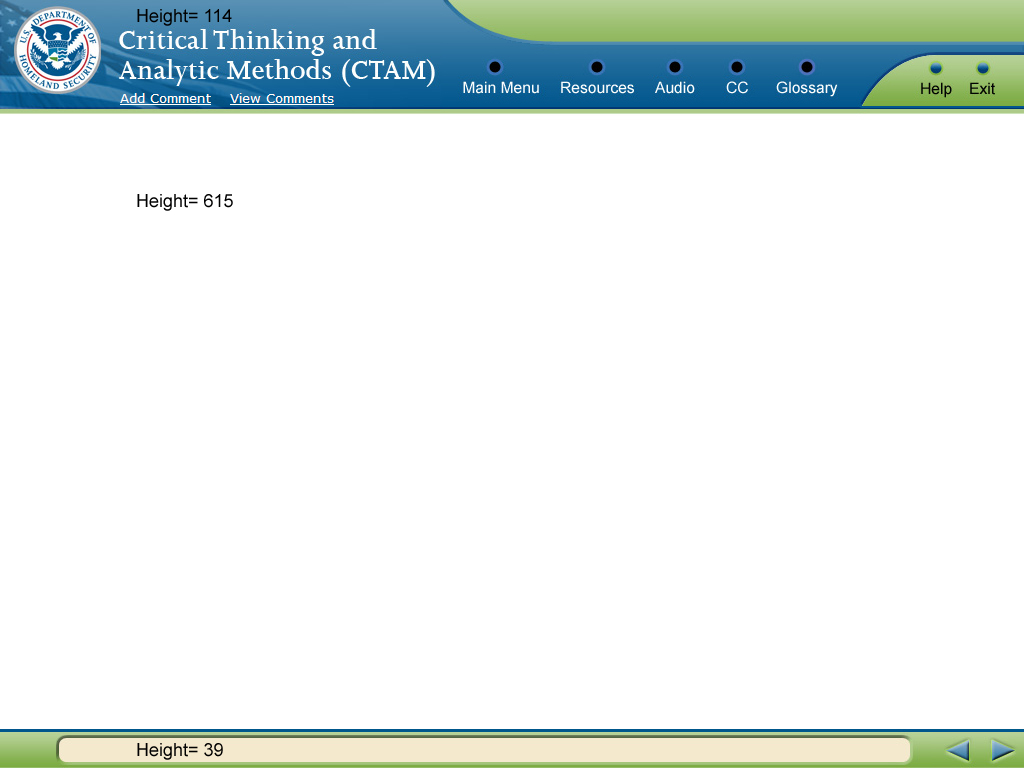 Height= 114
Critical Thinking and
Analytic Methods (CTAM)
Add Comment View Comments
U.S. DEPARTMENT OF
HOMELAND SECURITY
Main Menu Resources Audio CC Glossary
Help Exit
Height= 615
Height= 39